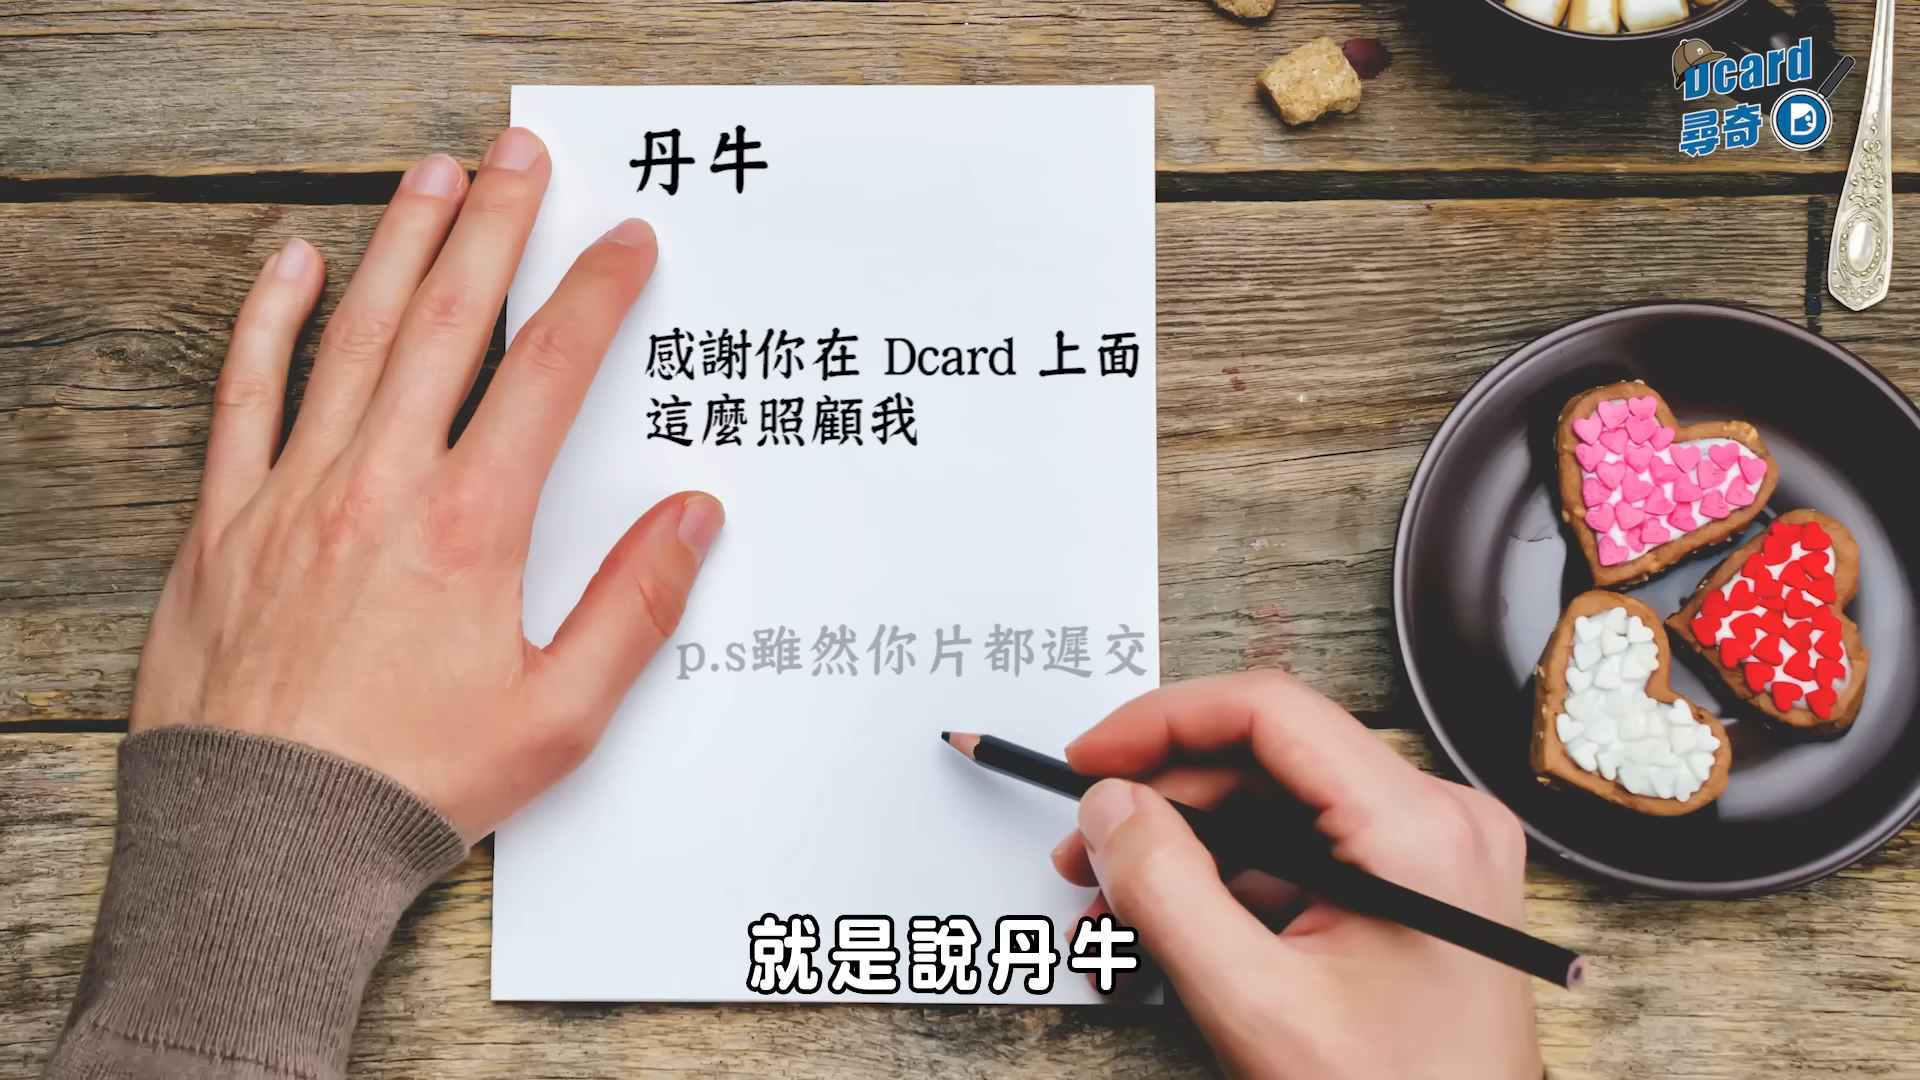 Dcard
尋奇
丹牛
感謝你在 Dcard 上面
這麼照顧我
p.s雖然你片都遲交
就是說丹牛